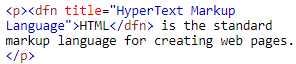 <p><dfn title="HyperText Markup
Language">HTML</dfn> is the standard
markup language for creating web pages.
</p>